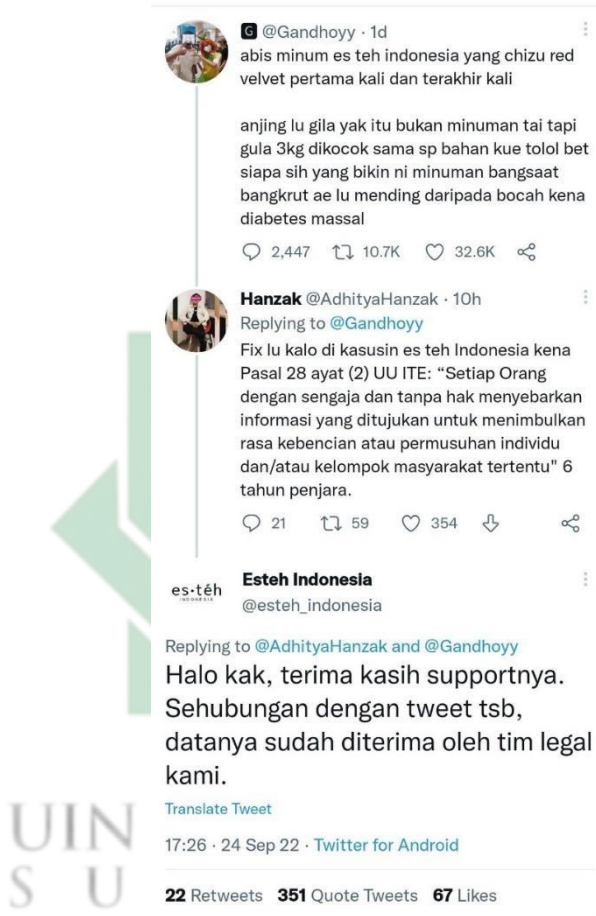 G @Gandhoyy · 1d
abis minum es teh indonesia yang chizu red
velvet pertama kali dan terakhir kali
anjing lu gila yak itu bukan minuman tai tapi
gula 3kg dikocok sama sp bahan kue tolol bet
siapa sih yang bikin ni minuman bangsaat
bangkrut ae lu mending daripada bocah kena
diabetes massal
2,447 10.7K 32.6K
Hanzak @AdhityaHanzak · 10h
Replying to @Gandhoyy
Fix lu kalo di kasusin es teh Indonesia kena
Pasal 28 ayat (2) UU ITE: “Setiap Orang
dengan sengaja dan tanpa hak menyebarkan
informasi yang ditujukan untuk menimbulkan
rasa kebencian atau permusuhan individu
dan/atau kelompok masyarakat tertentu" 6
tahun penjara.
21 59 354
es·téh
INDONESIA
Esteh Indonesia
@esteh_indonesia
Replying to @AdhityaHanzak and @Gandhoyy
Halo kak, terima kasih supportnya.
Sehubungan dengan tweet tsb,
datanya sudah diterima oleh tim legal
kami.
Translate Tweet
17:26 · 24 Sep 22 · Twitter for Android
22 Retweets 351 Quote Tweets 67 Likes
UIN
S U